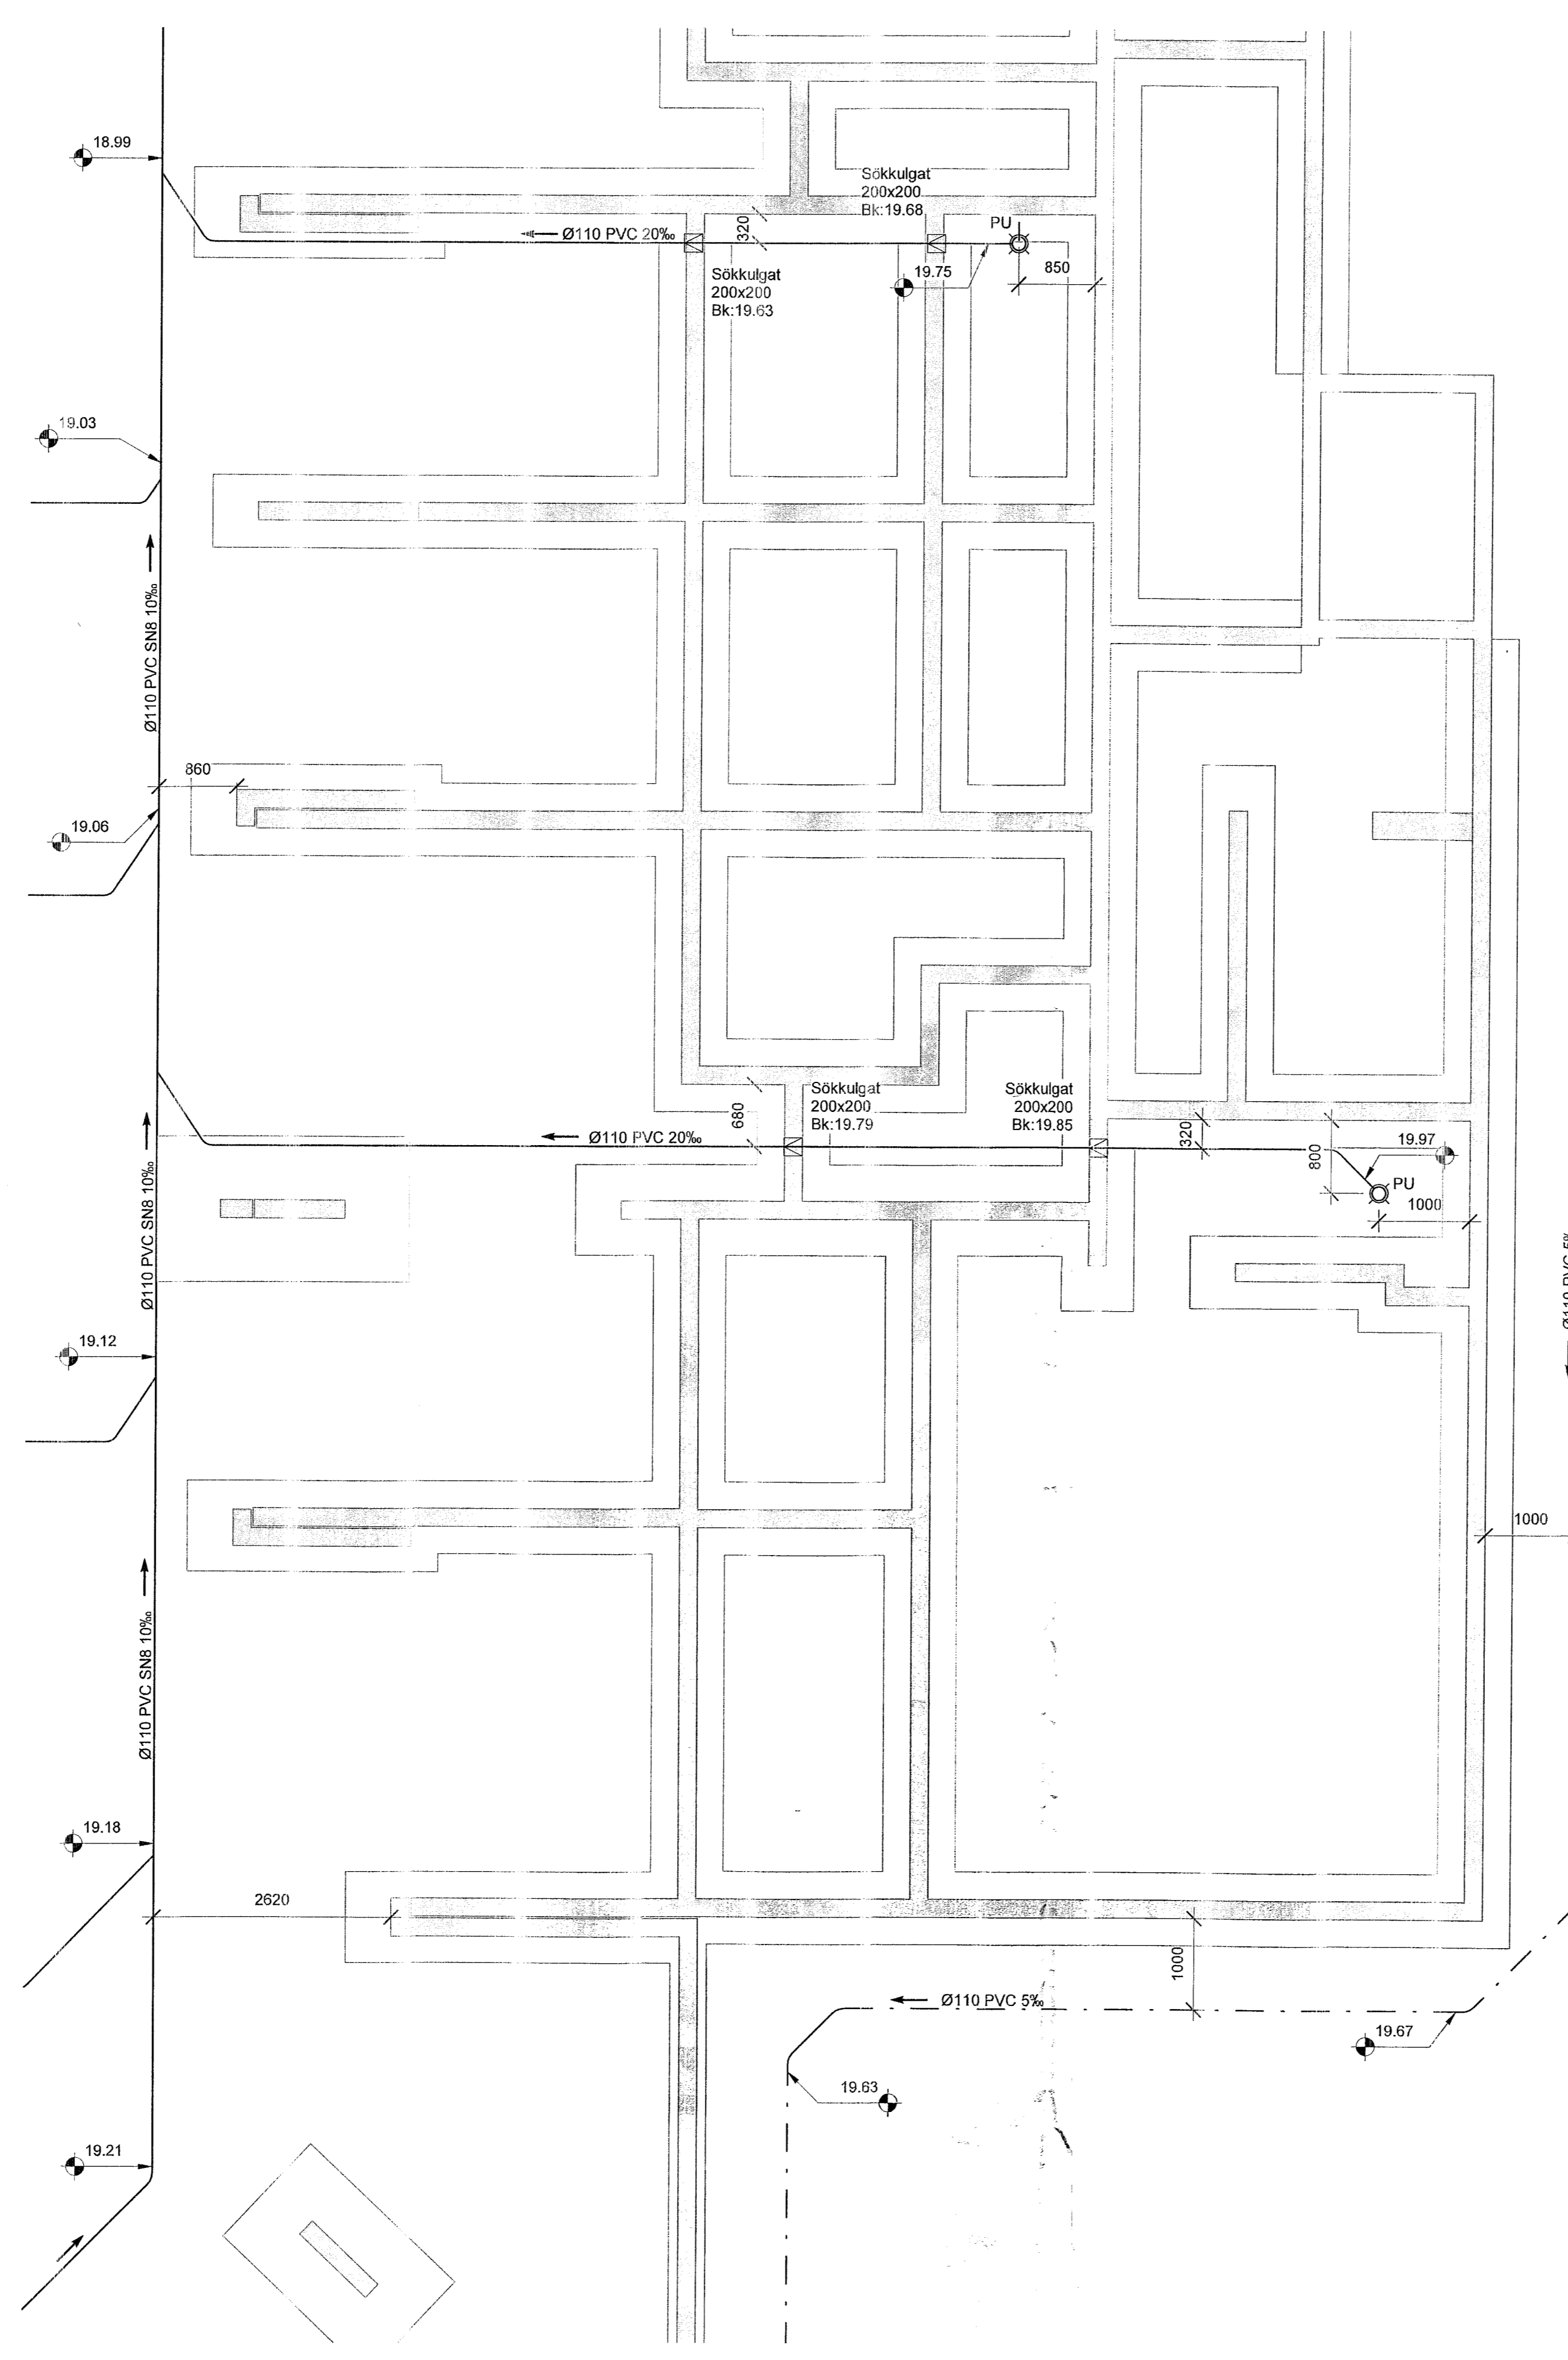 18.99
Sökkulgat
200x200
Bk:19.68
PU
Ø110 PVC 20‰
320
19.75
850
Sökkulgat
200x200
Bk:19.63
19.03
Ø110 PVC SN8 10‰
860
19.06
Sökkulgat
200x200
Bk:19.79
Sökkulgat
200x200
Bk:19.85
680
Ø110 PVC 20‰
320
800
19.97
PU
1000
Ø110 PVC SN8 10‰
Ø110 PVC 5‰
19.12
1000
Ø110 PVC SN8 10‰
19.18
2620
1000
Ø110 PVC 5‰
19.67
19.63
19.21